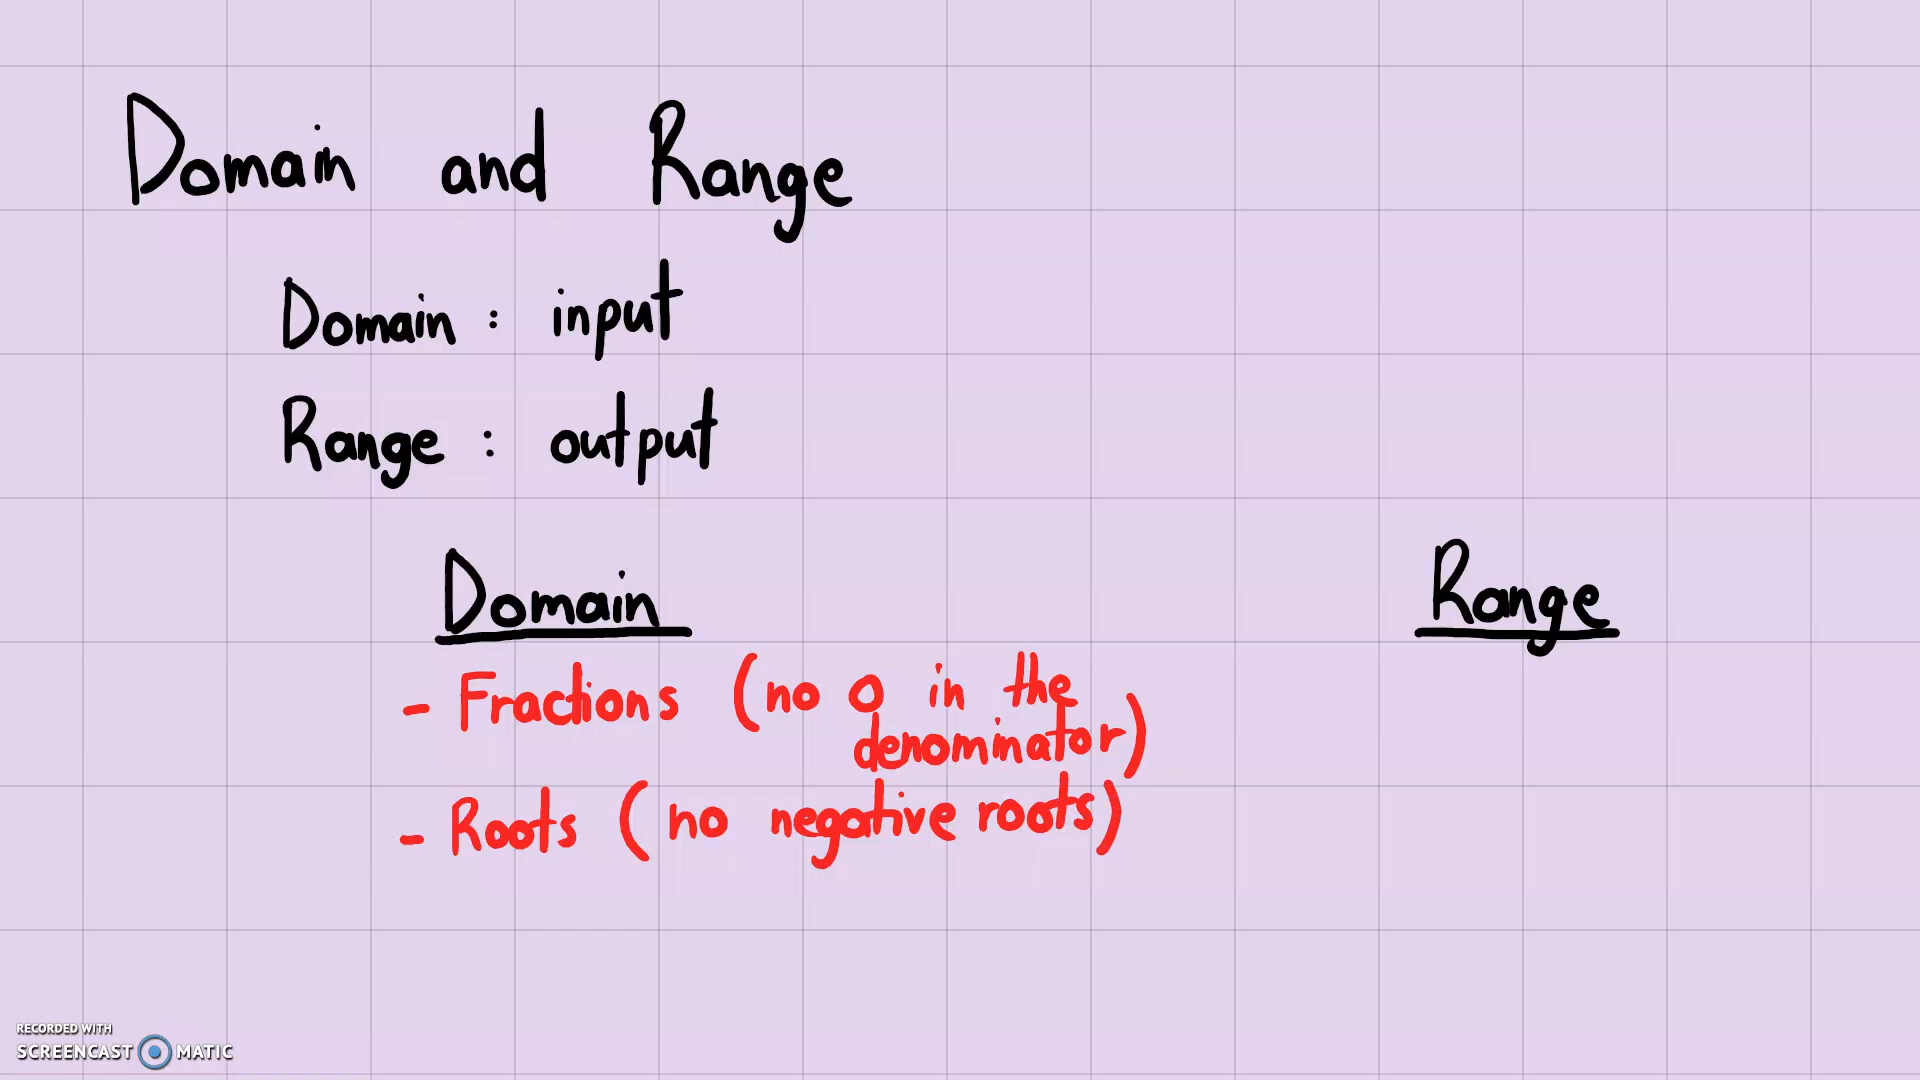 Domain and Range
Domain : input
Range : output
Domain
- Fractions (no 0 in the
denominator)
- Roots (no negative roots)
Range
RECORDED WITH
SCREENCAST MATIC